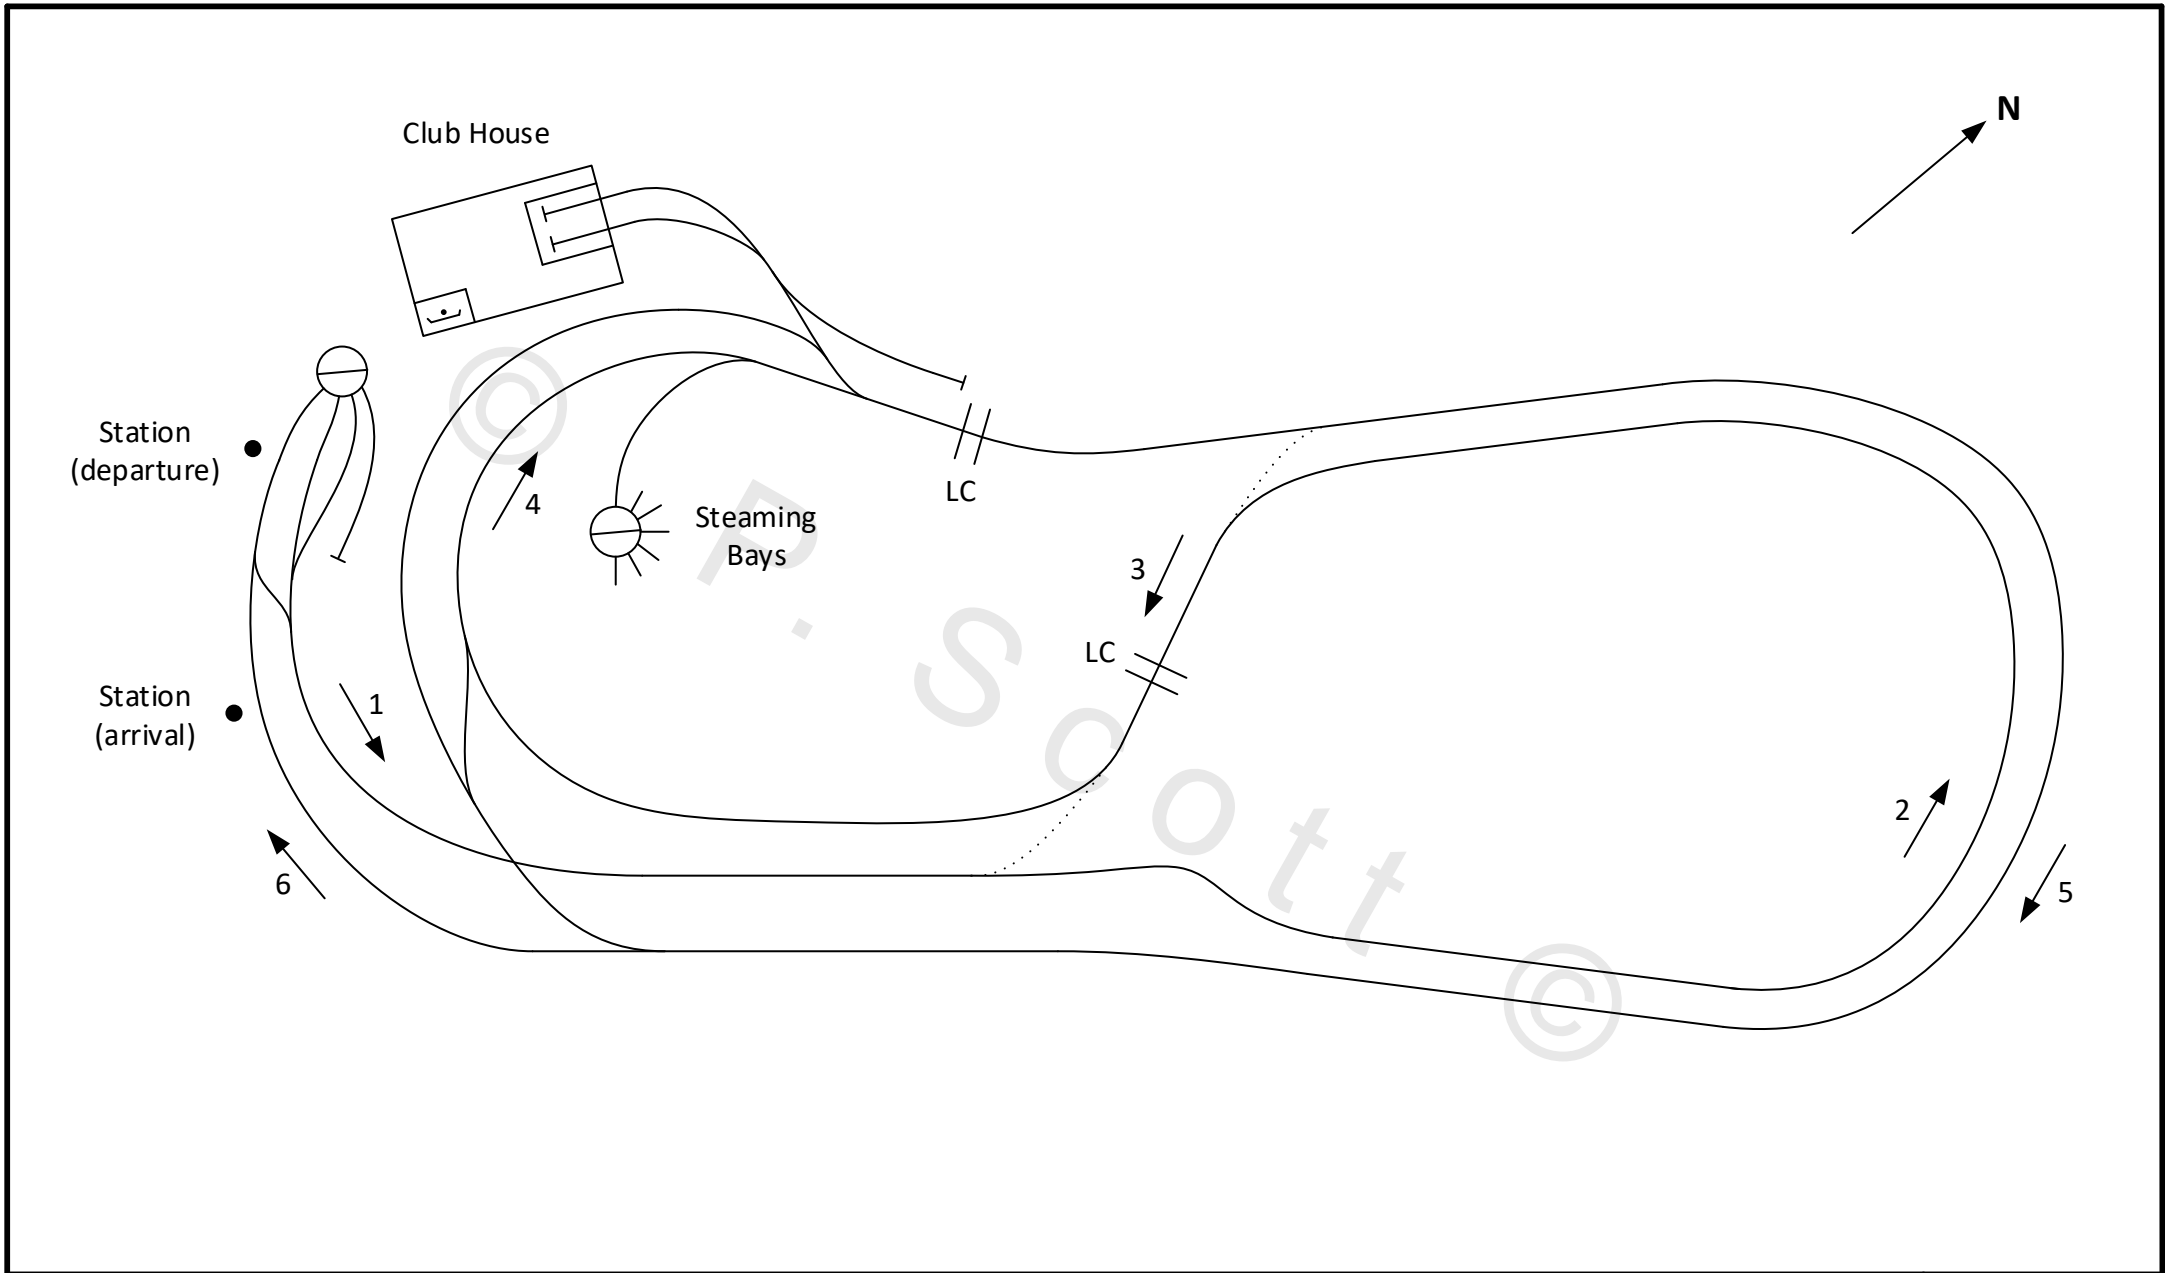 N
Club House
Station
(departure)
4
LC
Steaming
Bays
3
LC
Station
(arrival)
1
2
6
5
© P. Scott ©